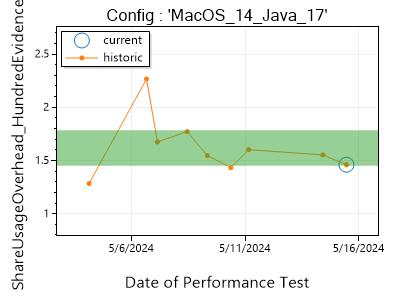 Config : 'MacOS_14_Java_17'
current
historic
ShareUsageOverhead_HundredEvidence
2.5
2
1.5
1
5/6/2024
5/11/2024
5/16/2024
Date of Performance Test